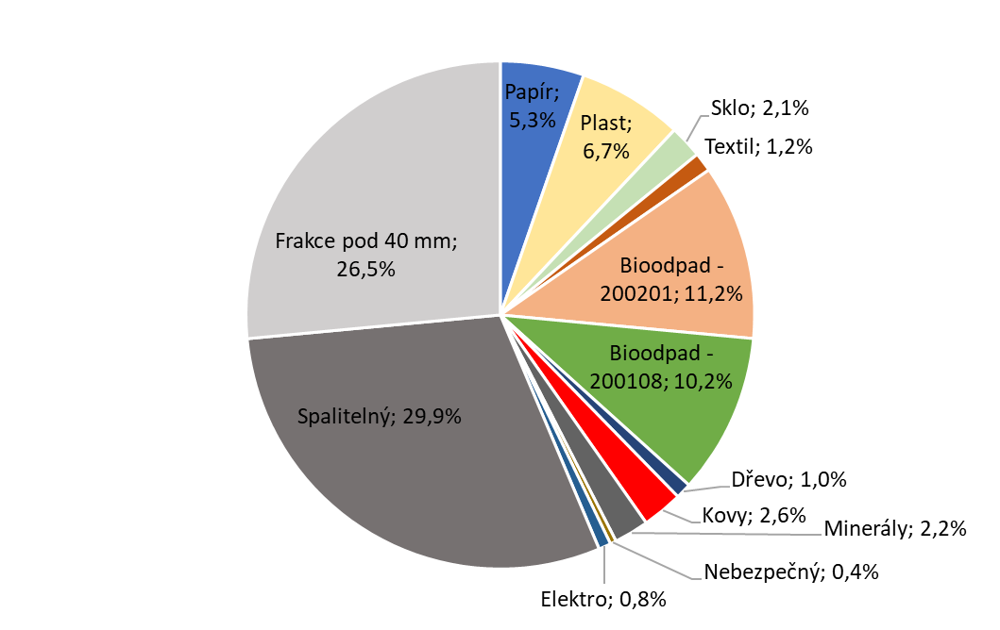 Papír;
5,3%
Plast;
6,7%
Sklo; 2,1%
Textil; 1,2%
Bioodpad -
200201; 11,2%
Bioodpad -
200108; 10,2%
Dřevo; 1,0%
Kovy; 2,6%
Minerály; 2,2%
Nebezpečný; 0,4%
Elektro; 0,8%
Spalitelný; 29,9%
Frakce pod 40 mm;
26,5%